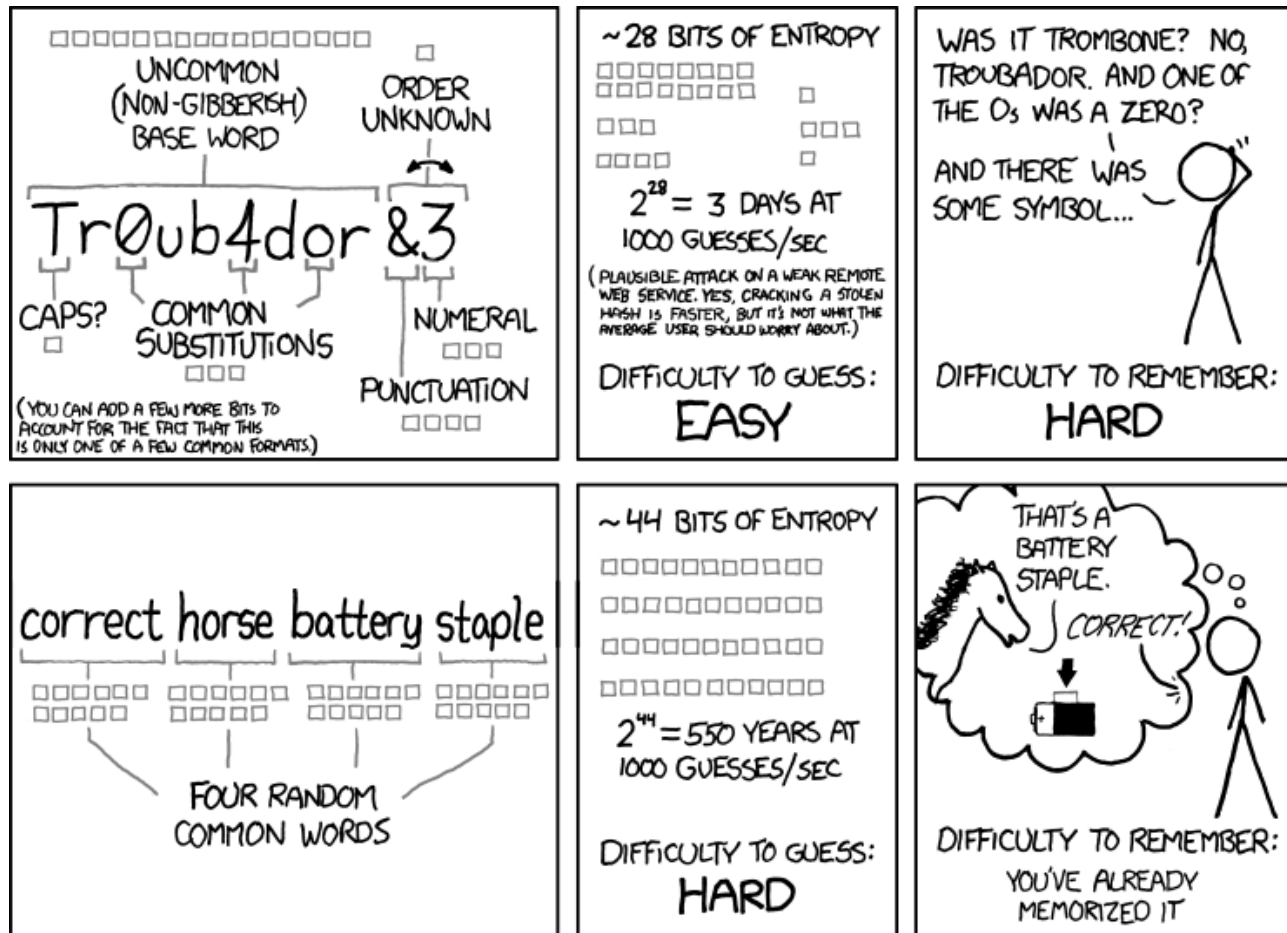 UNCOMMON
(NON-GIBBERISH)
BASE WORD
ORDER
UNKNOWN
Tr0ub4dor &3
CAPS?
COMMON
SUBSTITUTIONS
NUMERAL
PUNCTUATION
(YOU CAN ADD A FEW MORE BITS TO
ACCOUNT FOR THE FACT THAT THIS
IS ONLY ONE OF A FEW COMMON FORMATS.)
~28 BITS OF ENTROPY
2²⁸ = 3 DAYS AT
1000 GUESSES/SEC
(PLAUSIBLE ATTACK ON A WEAK REMOTE
WEB SERVICE. YES, CRACKING A STOLEN
HASH IS FASTER, BUT IT'S NOT WHAT THE
AVERAGE USER SHOULD WORRY ABOUT.)
DIFFICULTY TO GUESS:
EASY
WAS IT TROMBONE? NO,
TROUBADOR. AND ONE OF
THE Os WAS A ZERO?
AND THERE WAS
SOME SYMBOL...
DIFFICULTY TO REMEMBER:
HARD
correct horse battery staple
FOUR RANDOM
COMMON WORDS
~44 BITS OF ENTROPY
2⁴⁴ = 550 YEARS AT
1000 GUESSES/SEC
DIFFICULTY TO GUESS:
HARD
THAT'S A
BATTERY
STAPLE.
CORRECT!
+
DIFFICULTY TO REMEMBER:
YOU'VE ALREADY
MEMORIZED IT